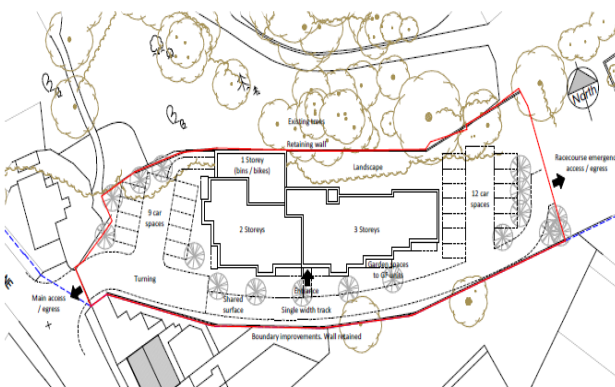 North
Existing trees
Retaining wall
1 Storey
(bins / bikes)
Landscape
Racecourse emergency
access / egress
9 car
spaces
12 car
spaces
2 Storeys
3 Storeys
Garden spaces
to GF units
Turning
Entrance
Main access
/ egress
Shared
surface
Single width track
Boundary improvements. Wall retained